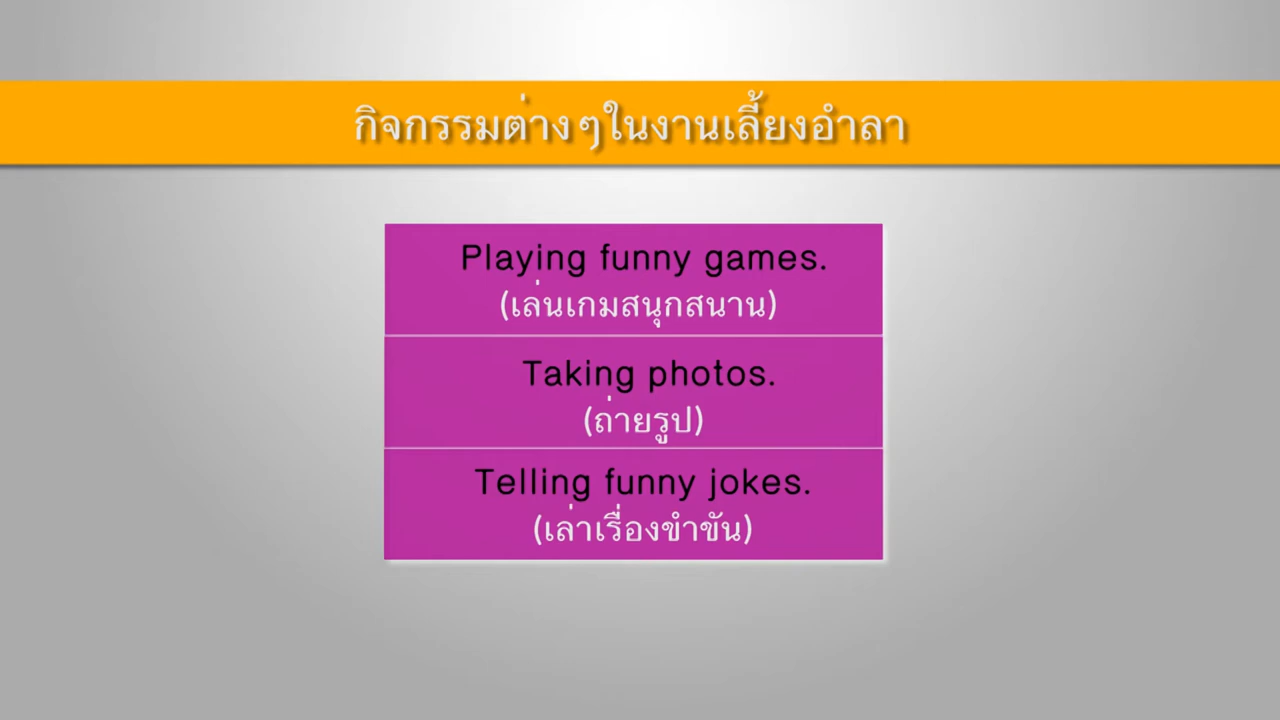 กิจกรรมต่างๆในงานเลี้ยงอำลา
Playing funny games.
(เล่นเกมสนุกสนาน)
Taking photos.
(ถ่ายรูป)
Telling funny jokes.
(เล่าเรื่องขำขัน)